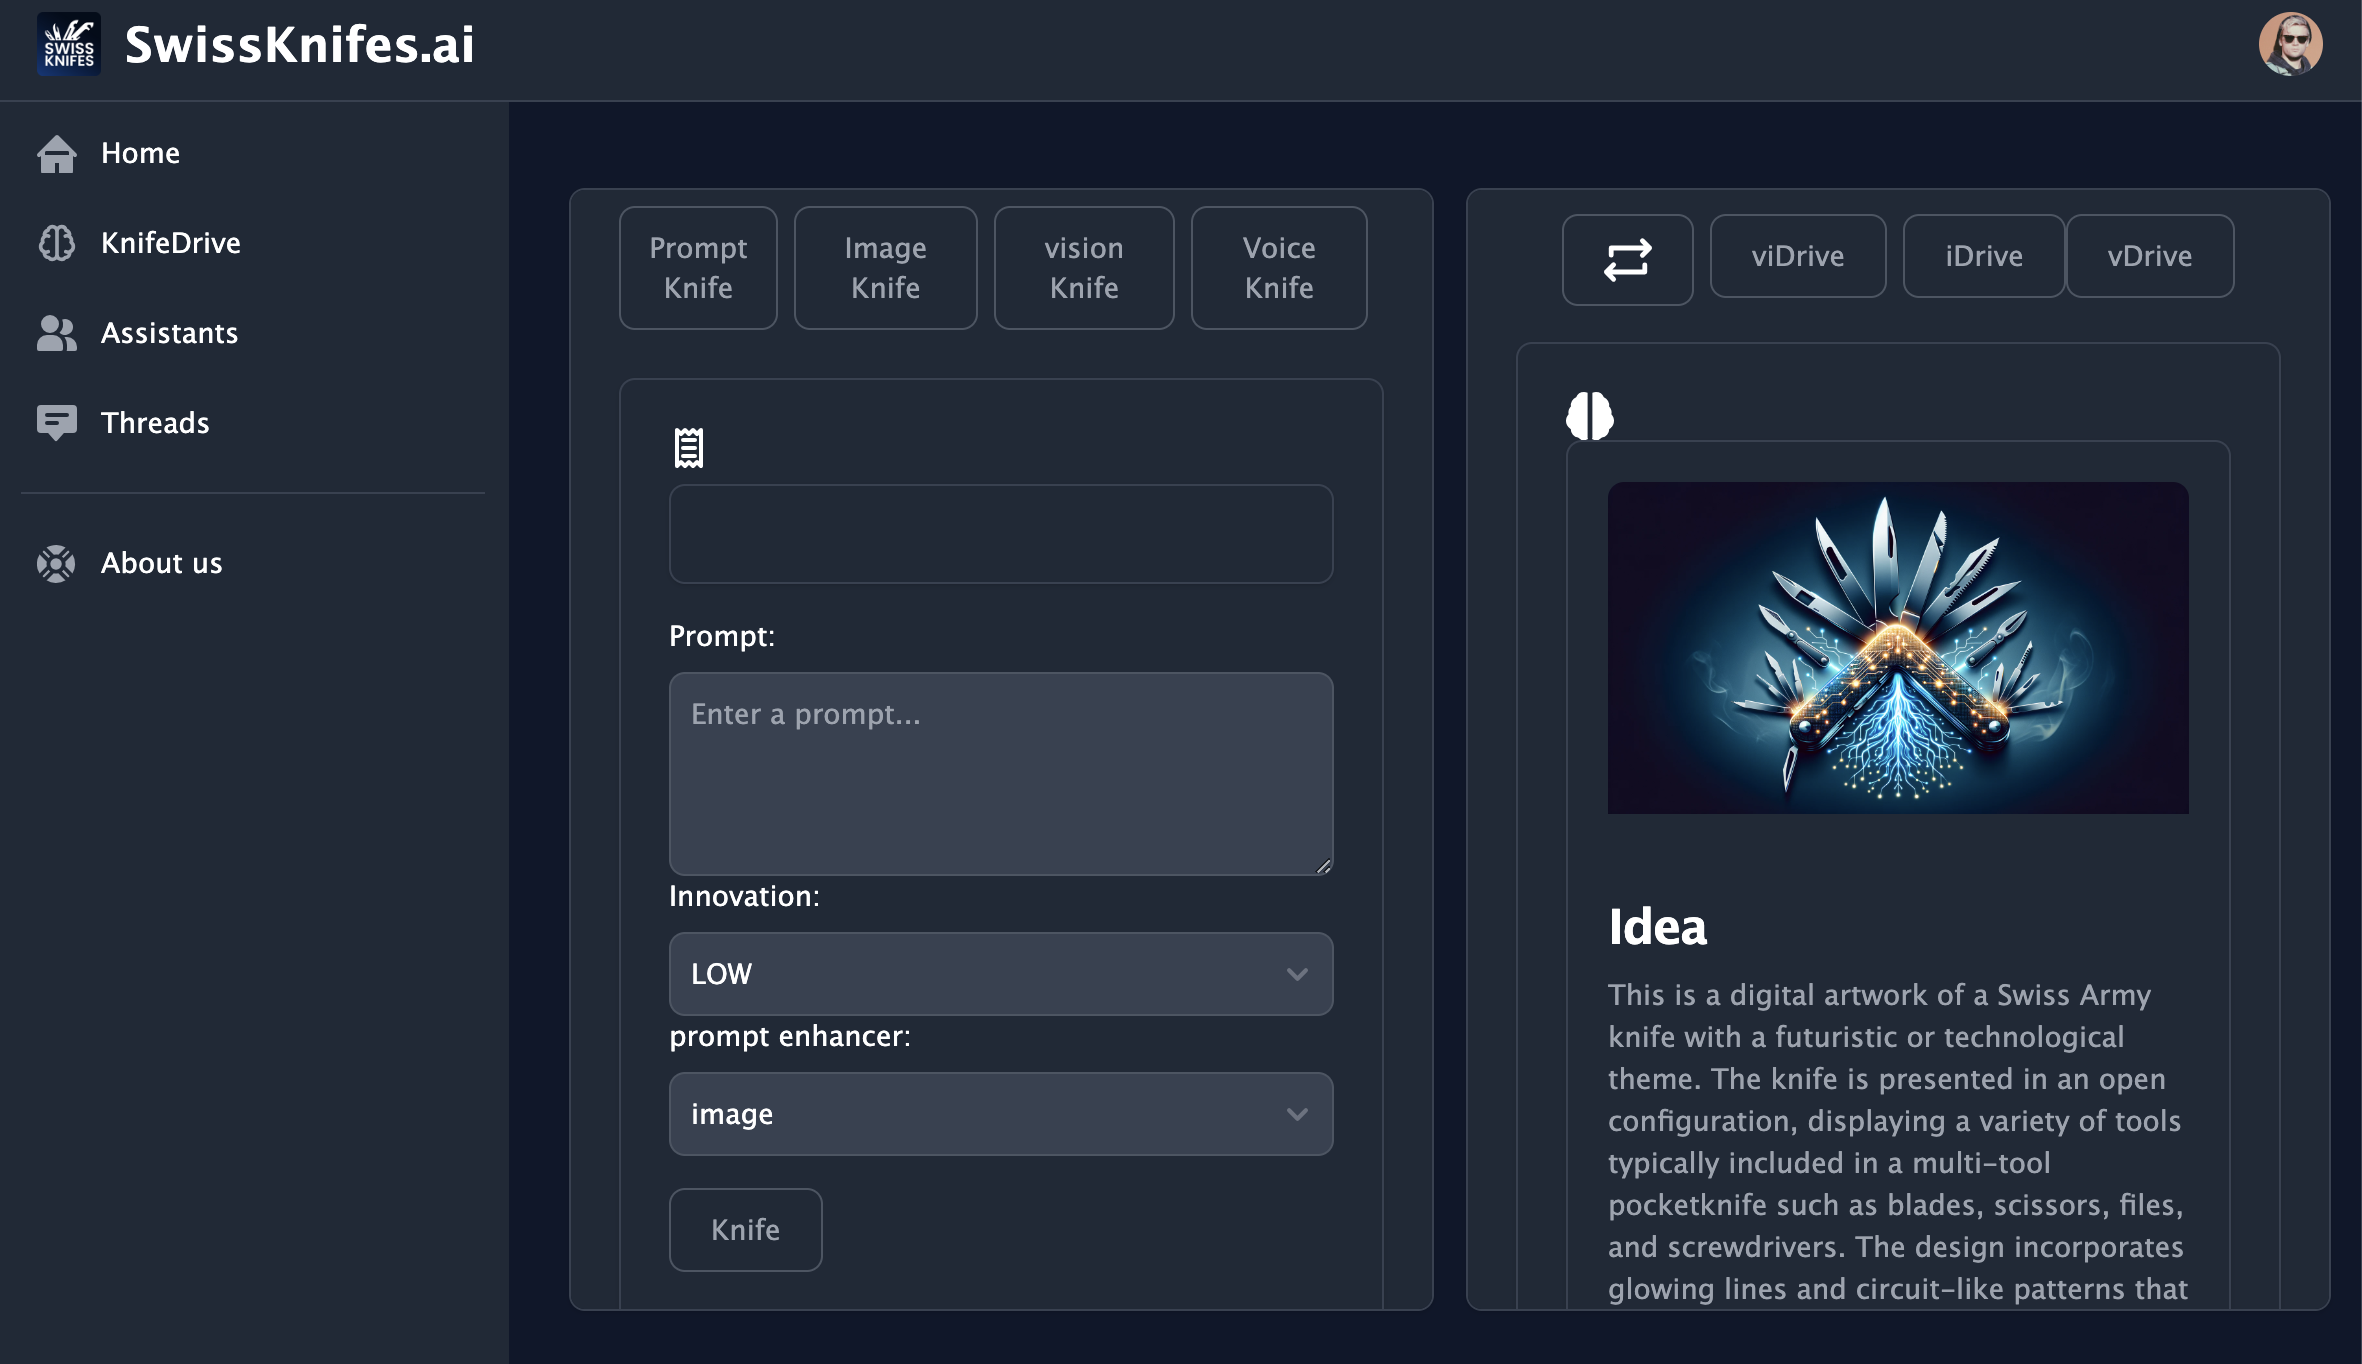 SWISS
KNIFES
SwissKnifes.ai
Home
KnifeDrive
Assistants
Threads
About us
Prompt
Knife
Image
Knife
vision
Knife
Voice
Knife
Prompt:
Enter a prompt...
Innovation:
LOW
prompt enhancer:
image
Knife
viDrive
iDrive
vDrive
Idea
This is a digital artwork of a Swiss Army
knife with a futuristic or technological
theme. The knife is presented in an open
configuration, displaying a variety of tools
typically included in a multi-tool
pocketknife such as blades, scissors, files,
and screwdrivers. The design incorporates
glowing lines and circuit-like patterns that